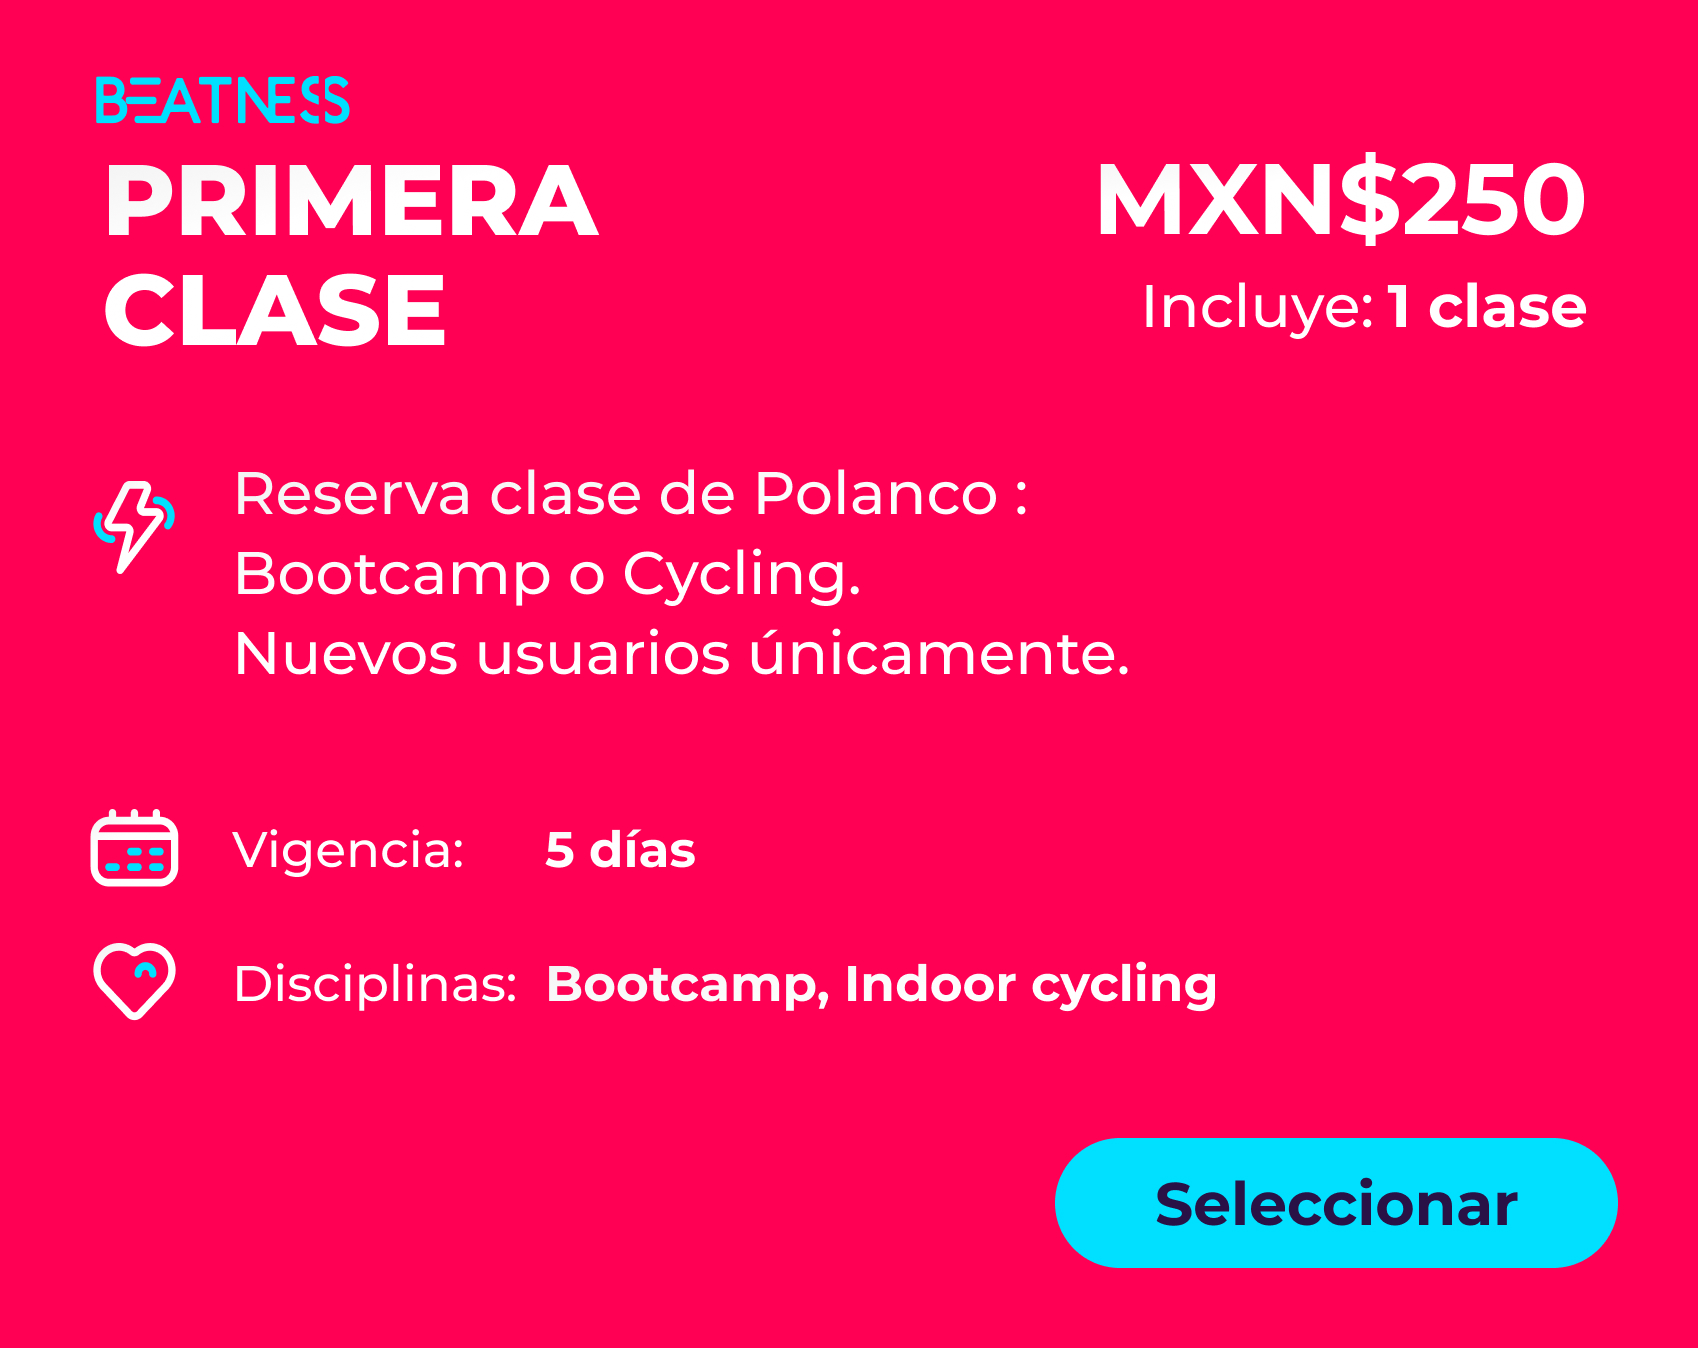 BEATNESS
PRIMERA
CLASE
MXN$250
Incluye: 1 clase
Reserva clase de Polanco :
Bootcamp o Cycling.
Nuevos usuarios únicamente.
Vigencia: 5 días
Disciplinas: Bootcamp, Indoor cycling
Seleccionar